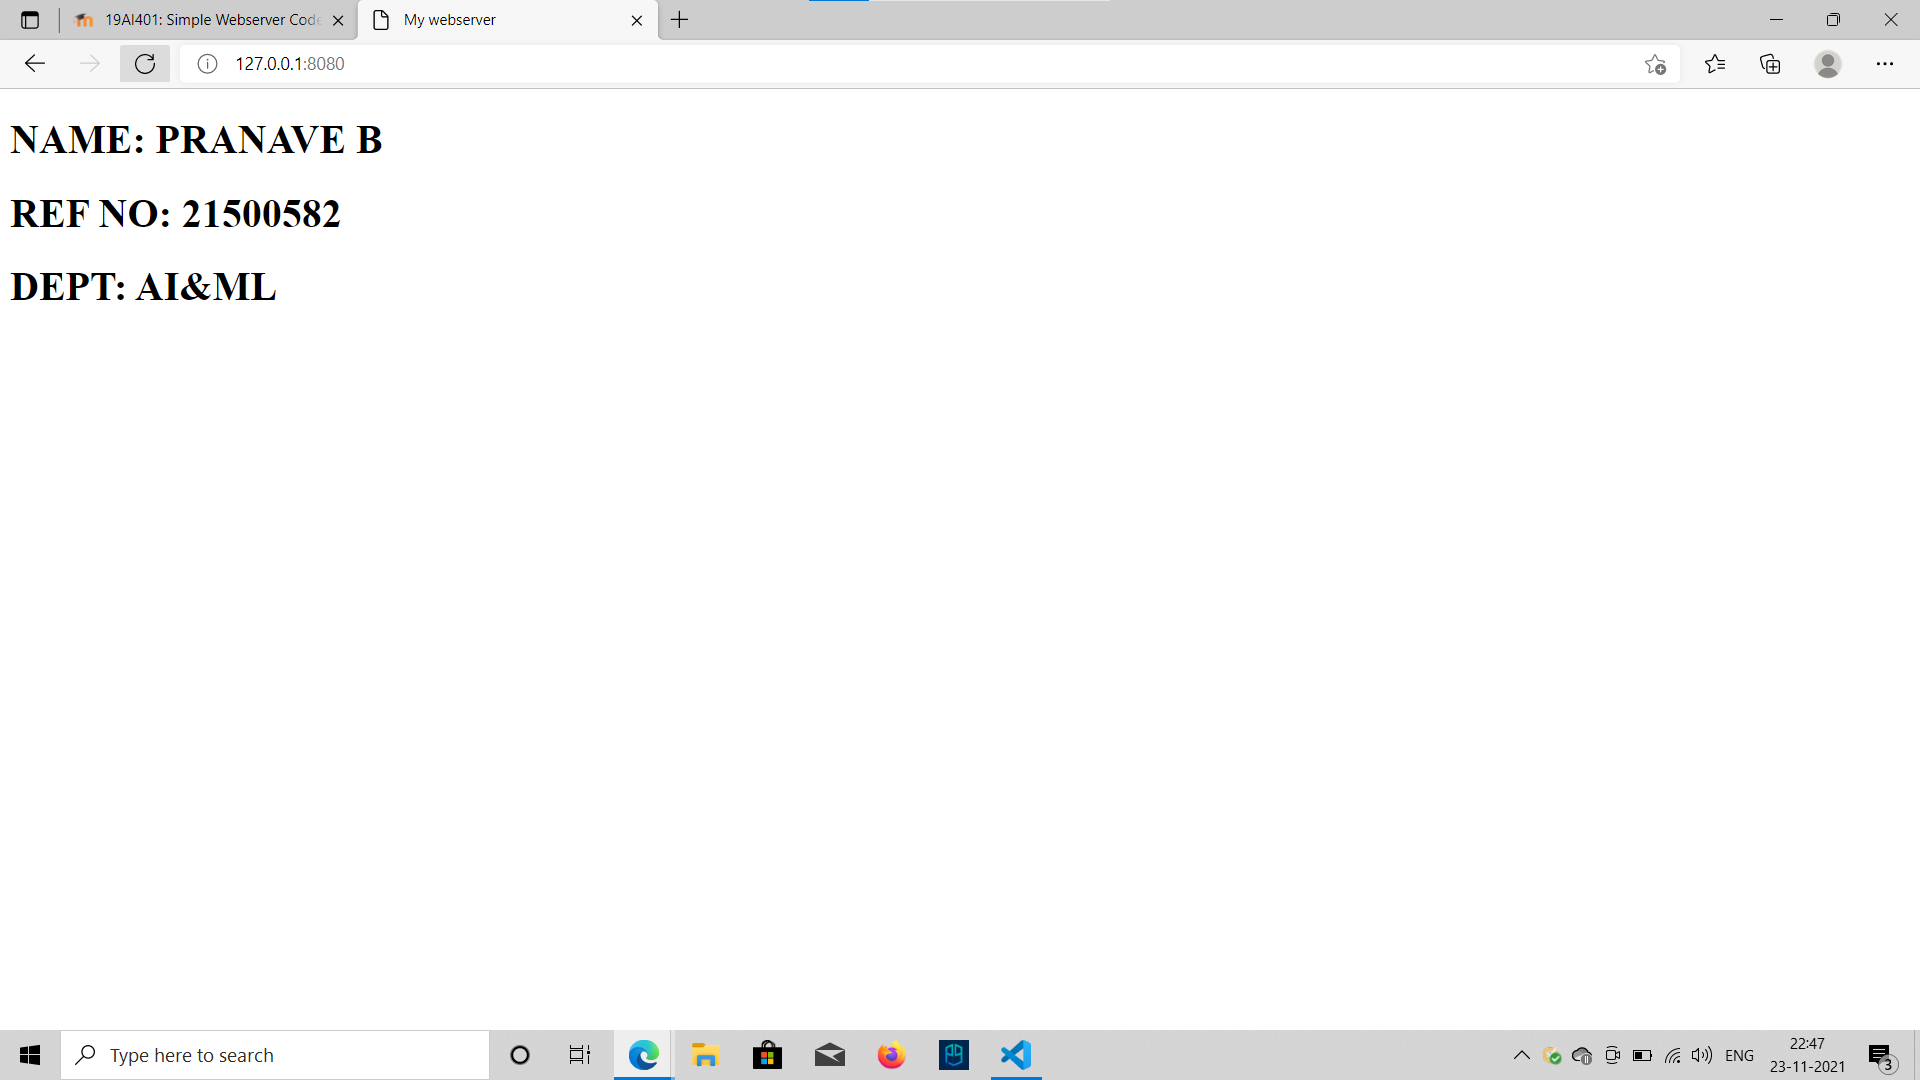 19AI401: Simple Webserver Code
My webserver
127.0.0.1:8080
NAME: PRANAVE B
REF NO: 21500582
DEPT: AI&ML
Type here to search
ENG
22:47
23-11-2021
3